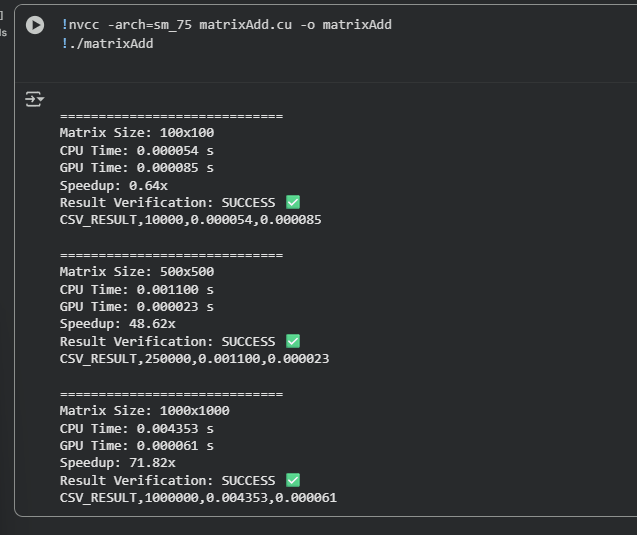 ]
ls
!nvcc -arch=sm_75 matrixAdd.cu -o matrixAdd
!./matrixAdd
=============================
Matrix Size: 100x100
CPU Time: 0.000054 s
GPU Time: 0.000085 s
Speedup: 0.64x
Result Verification: SUCCESS ✅
CSV_RESULT,10000,0.000054,0.000085
=============================
Matrix Size: 500x500
CPU Time: 0.001100 s
GPU Time: 0.000023 s
Speedup: 48.62x
Result Verification: SUCCESS ✅
CSV_RESULT,250000,0.001100,0.000023
=============================
Matrix Size: 1000x1000
CPU Time: 0.004353 s
GPU Time: 0.000061 s
Speedup: 71.82x
Result Verification: SUCCESS ✅
CSV_RESULT,1000000,0.004353,0.000061